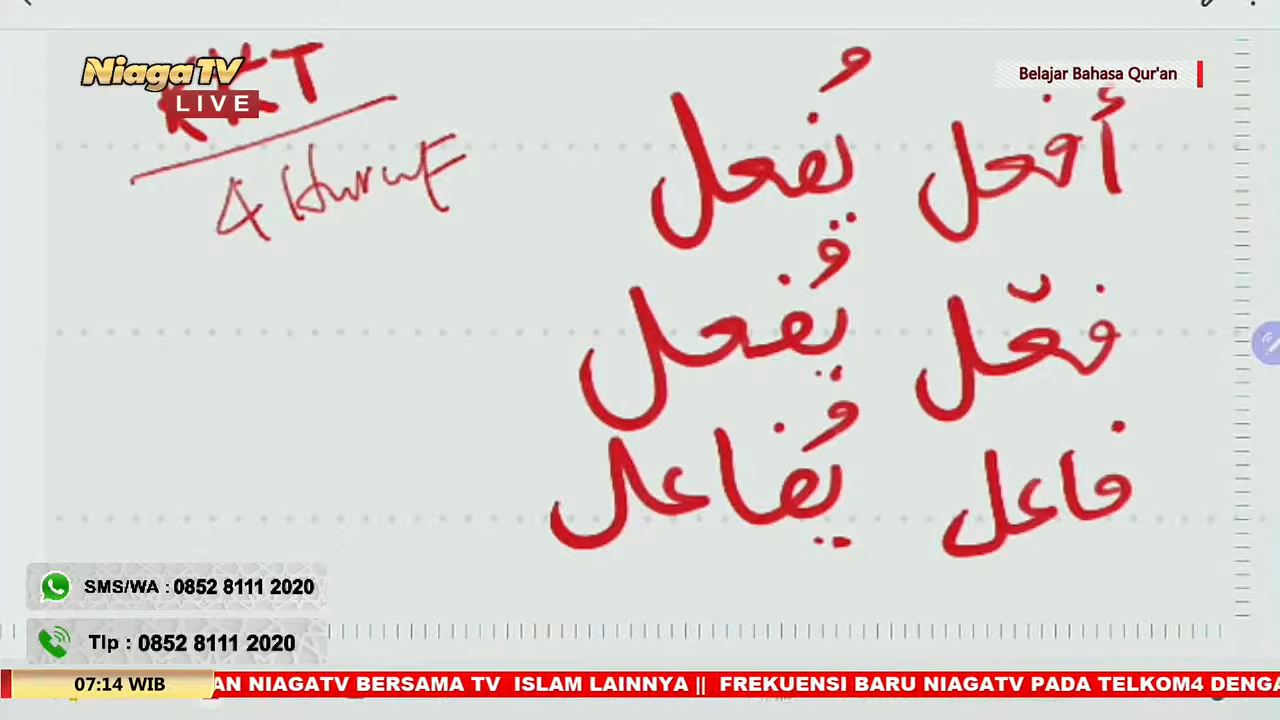 NiagaTV
LIVE
Belajar Bahasa Qur'an
KKT
4 Huruf
أفعل يُفعل
فعّل يُفعل
فاعل يُفاعل
SMS/WA : 0852 8111 2020
Tlp : 0852 8111 2020
07:14 WIB
AN NIAGATV BERSAMA TV ISLAM LAINNYA || FREKUENSI BARU NIAGATV PADA TELKOM4 DENGA